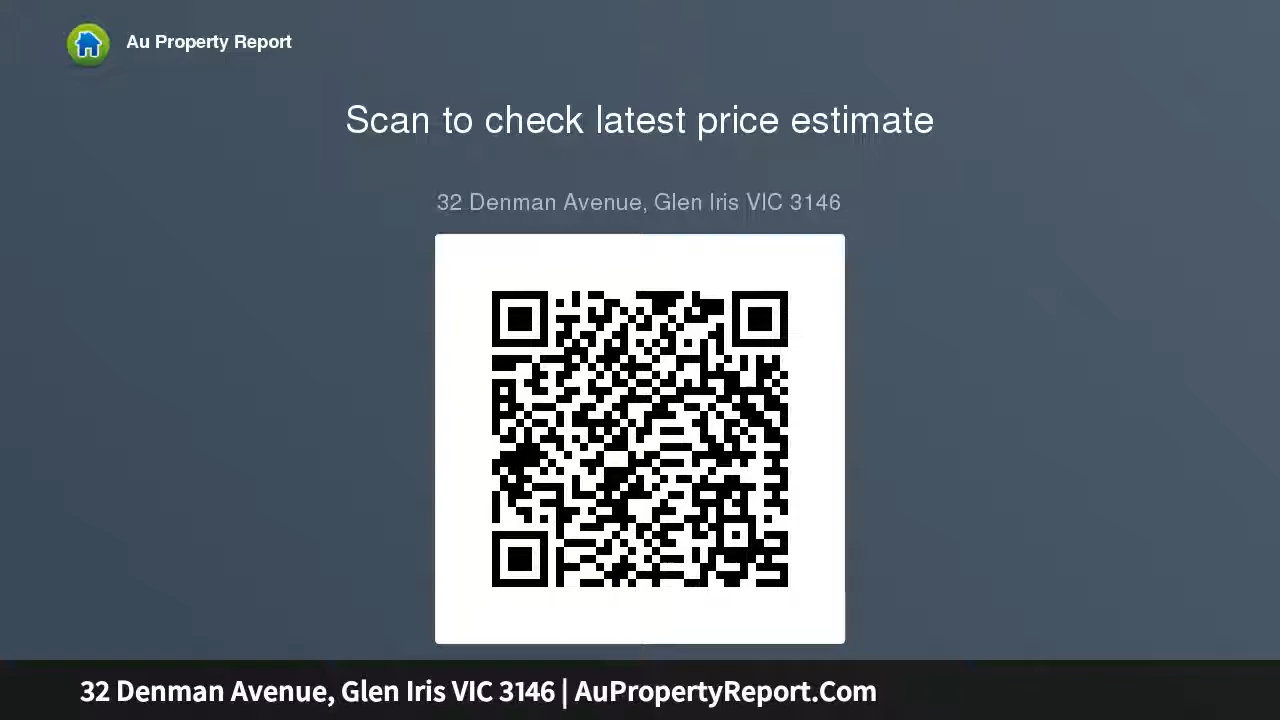 Au Property Report
Scan to check latest price estimate
32 Denman Avenue, Glen Iris VIC 3146
32 Denman Avenue, Glen Iris VIC 3146 | AuPropertyReport.Com